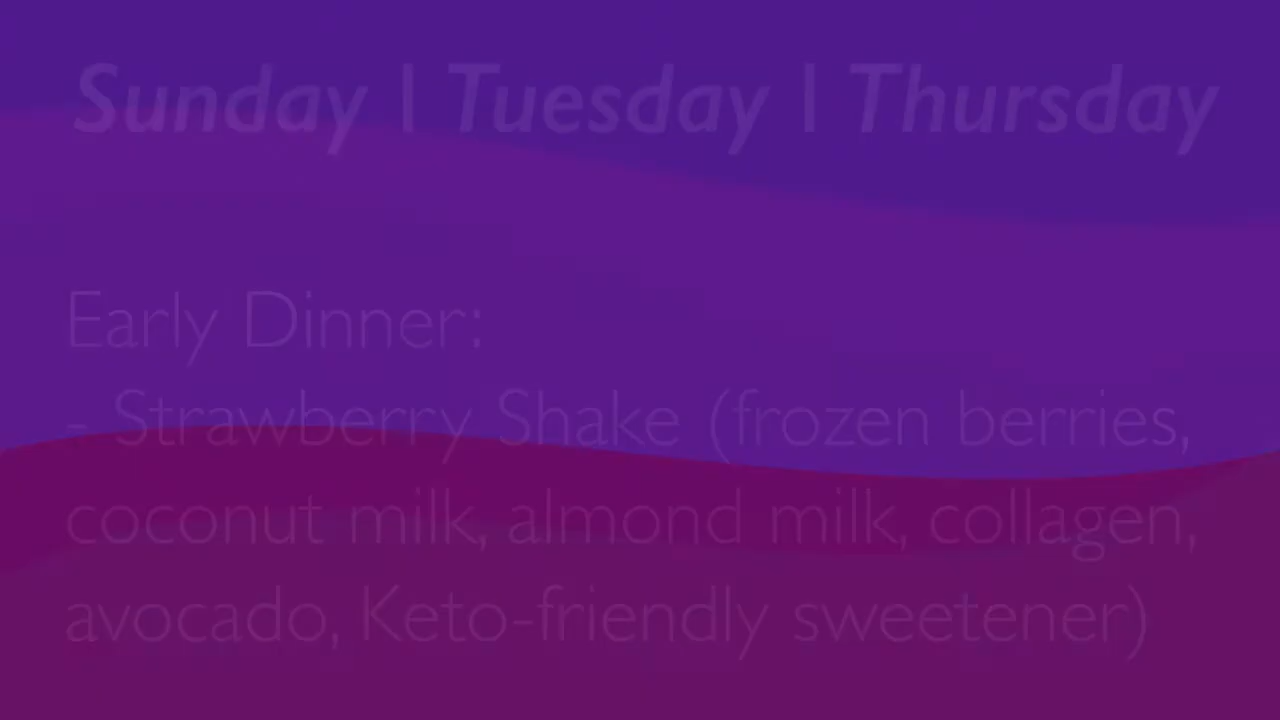 Sunday | Tuesday | Thursday
Early Dinner:
- Strawberry Shake (frozen berries,
coconut milk, almond milk, collagen,
avocado, Keto-friendly sweetener)